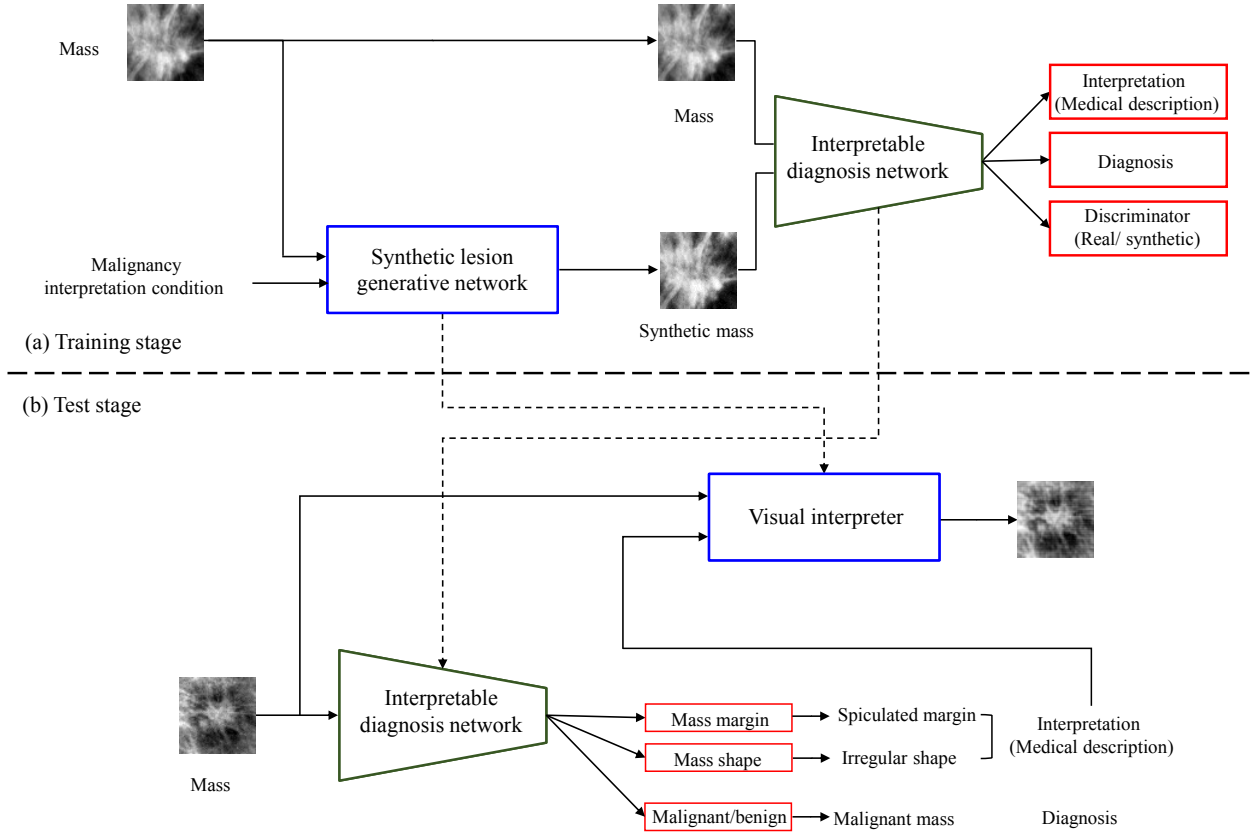 Mass
Mass
Interpretable
diagnosis network
Interpretation
(Medical description)
Diagnosis
Discriminator
(Real/ synthetic)
Malignancy
interpretation condition
Synthetic lesion
generative network
Synthetic mass
(a) Training stage
(b) Test stage
Visual interpreter
Mass
Interpretable
diagnosis network
Mass margin
Spiculated margin
Mass shape
Irregular shape
Interpretation
(Medical description)
Malignant/benign
Malignant mass
Diagnosis